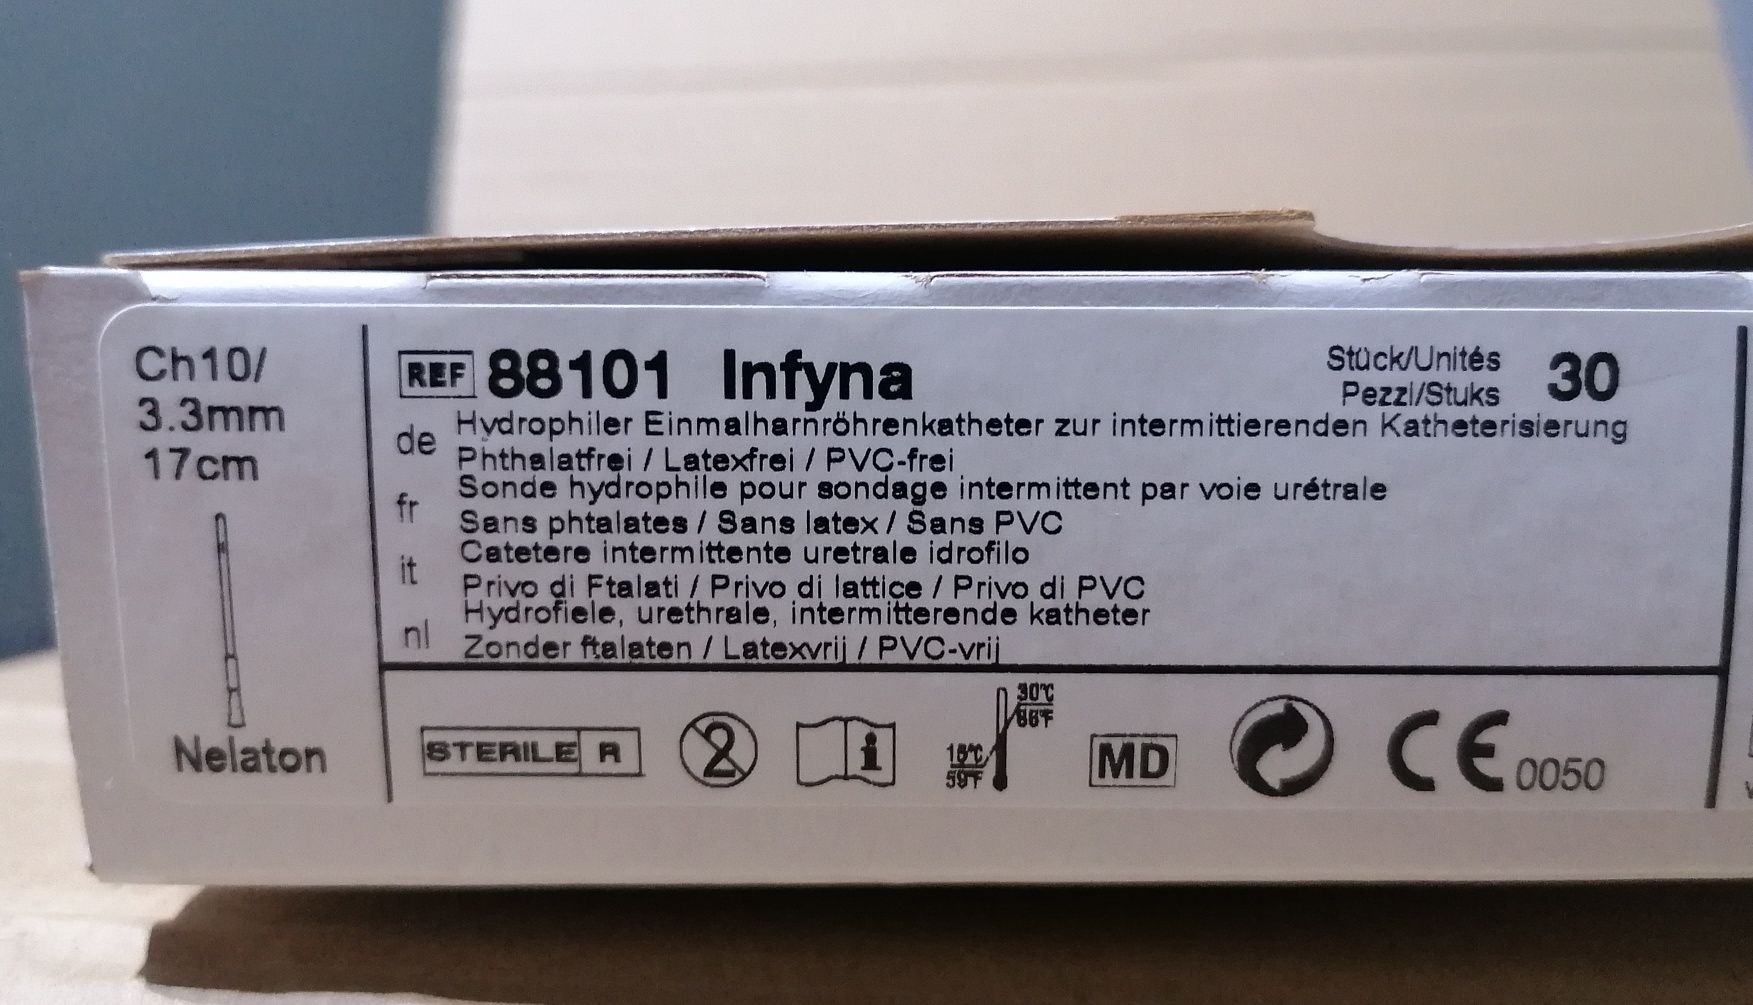 Ch10/
3.3mm
17cm
Nelaton
REF 88101 Infyna
Stück/Unités
Pezzi/Stuks
30
de
Hydrophiler Einmalharnröhrenkatheter zur intermittierenden Katheterisierung
Phthalatfrei / Latexfrei / PVC-frei
fr
Sonde hydrophile pour sondage intermittent par voie urétrale
Sans phtalates / Sans latex / Sans PVC
it
Catetere intermittente uretrale idrofilo
Privo di Ftalati / Privo di lattice / Privo di PVC
nl
Hydrofiele, urethrale, intermitterende katheter
Zonder ftalaten / Latexvrij / PVC-vrij
STERILE R
2
i
30°C
86°F
15°C
59°F
MD
CE 0050